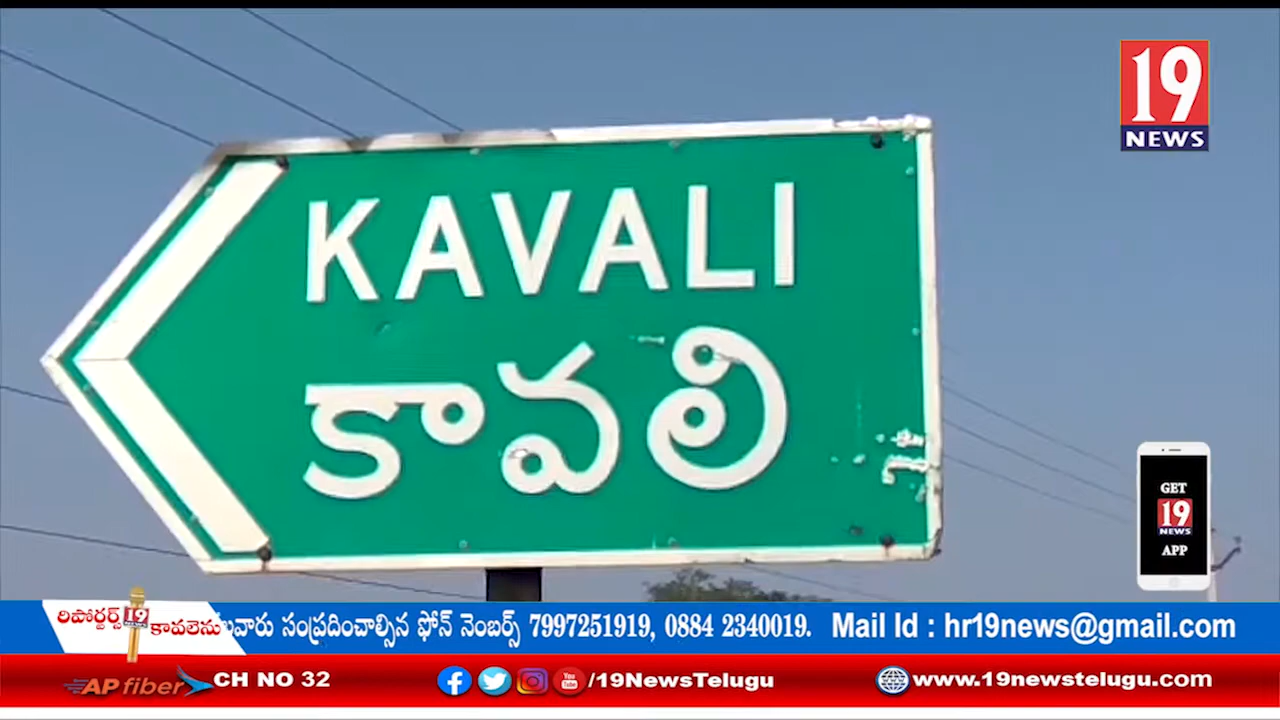 19
NEWS
KAVALI
కావలి
GET
19
NEWS
APP
రిపోర్టర్స్ 19
కావలెను
వారు సంప్రదించాల్సిన ఫోన్ నెంబర్స్ 7997251919, 0884 2340019. Mail Id : hr19news@gmail.com
AP fiber CH NO 32 /19NewsTelugu www.19newstelugu.com